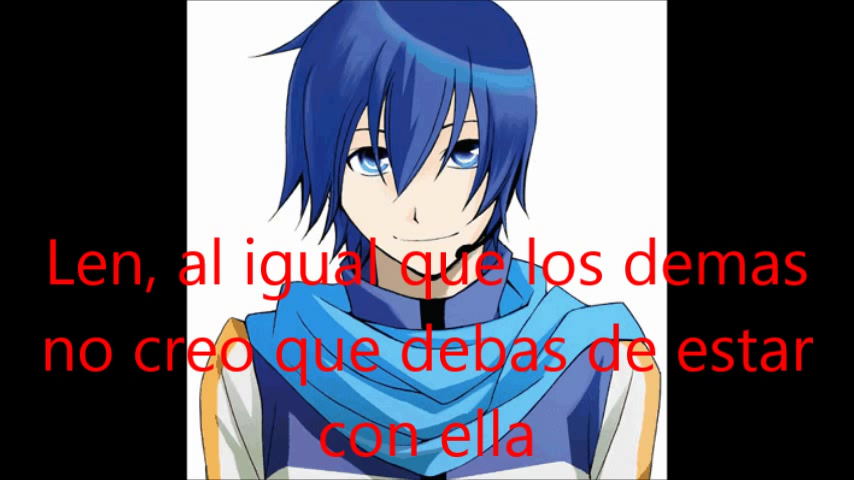 Len, al igual que los demas
no creo que debas de estar
con ella